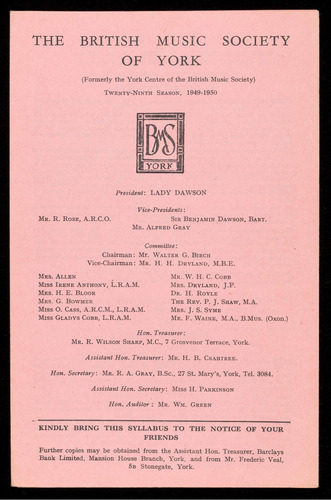 THE BRITISH MUSIC SOCIETY
OF YORK
(Formerly the York Centre of the British Music Society)
TWENTY-NINTH SEASON, 1949-1950
BMS
YORK
President: LADY DAWSON
Vice-Presidents:
MR. R. ROSE, A.R.C.O. SIR BENJAMIN DAWSON, BART.
MR. ALFRED GRAY
Committee:
Chairman: MR. WALTER G. BIRCH
Vice-Chairman: MR. H. H. DRYLAND, M.B.E.
MRS. ALLEN MR. W. H. C. COBB
MISS IRENE ANTHONY, L.R.A.M. MRS. DRYLAND, J.P.
MRS. H. E. BLOOR DR. H. ROYLE
MRS. G. BOWMER THE REV. P. J. SHAW, M.A.
MISS O. CASS, A.R.C.M., L.R.A.M. MRS. J. S. SYME
MISS GLADYS COBB, L.R.A.M. MR. F. WAINE, M.A., B.MUS. (Oxon.)
Hon. Treasurer:
MR. R. WILSON SHARP, M.C., 7 Grosvenor Terrace, York.
Assistant Hon. Treasurer: MR. H. B. CRABTREE.
Hon. Secretary: MR. R. A. GRAY, B.Sc., 27 St. Mary's, York, Tel. 3084.
Assistant Hon. Secretary: MISS H. PARKINSON
Hon. Auditor: MR. WM. GREEN
KINDLY BRING THIS SYLLABUS TO THE NOTICE OF YOUR
FRIENDS
Further copies may be obtained from the Assistant Hon. Treasurer, Barclays
Bank Limited, Mansion House Branch, York, and from Mr. Frederic Veal,
8B Stonegate, York.